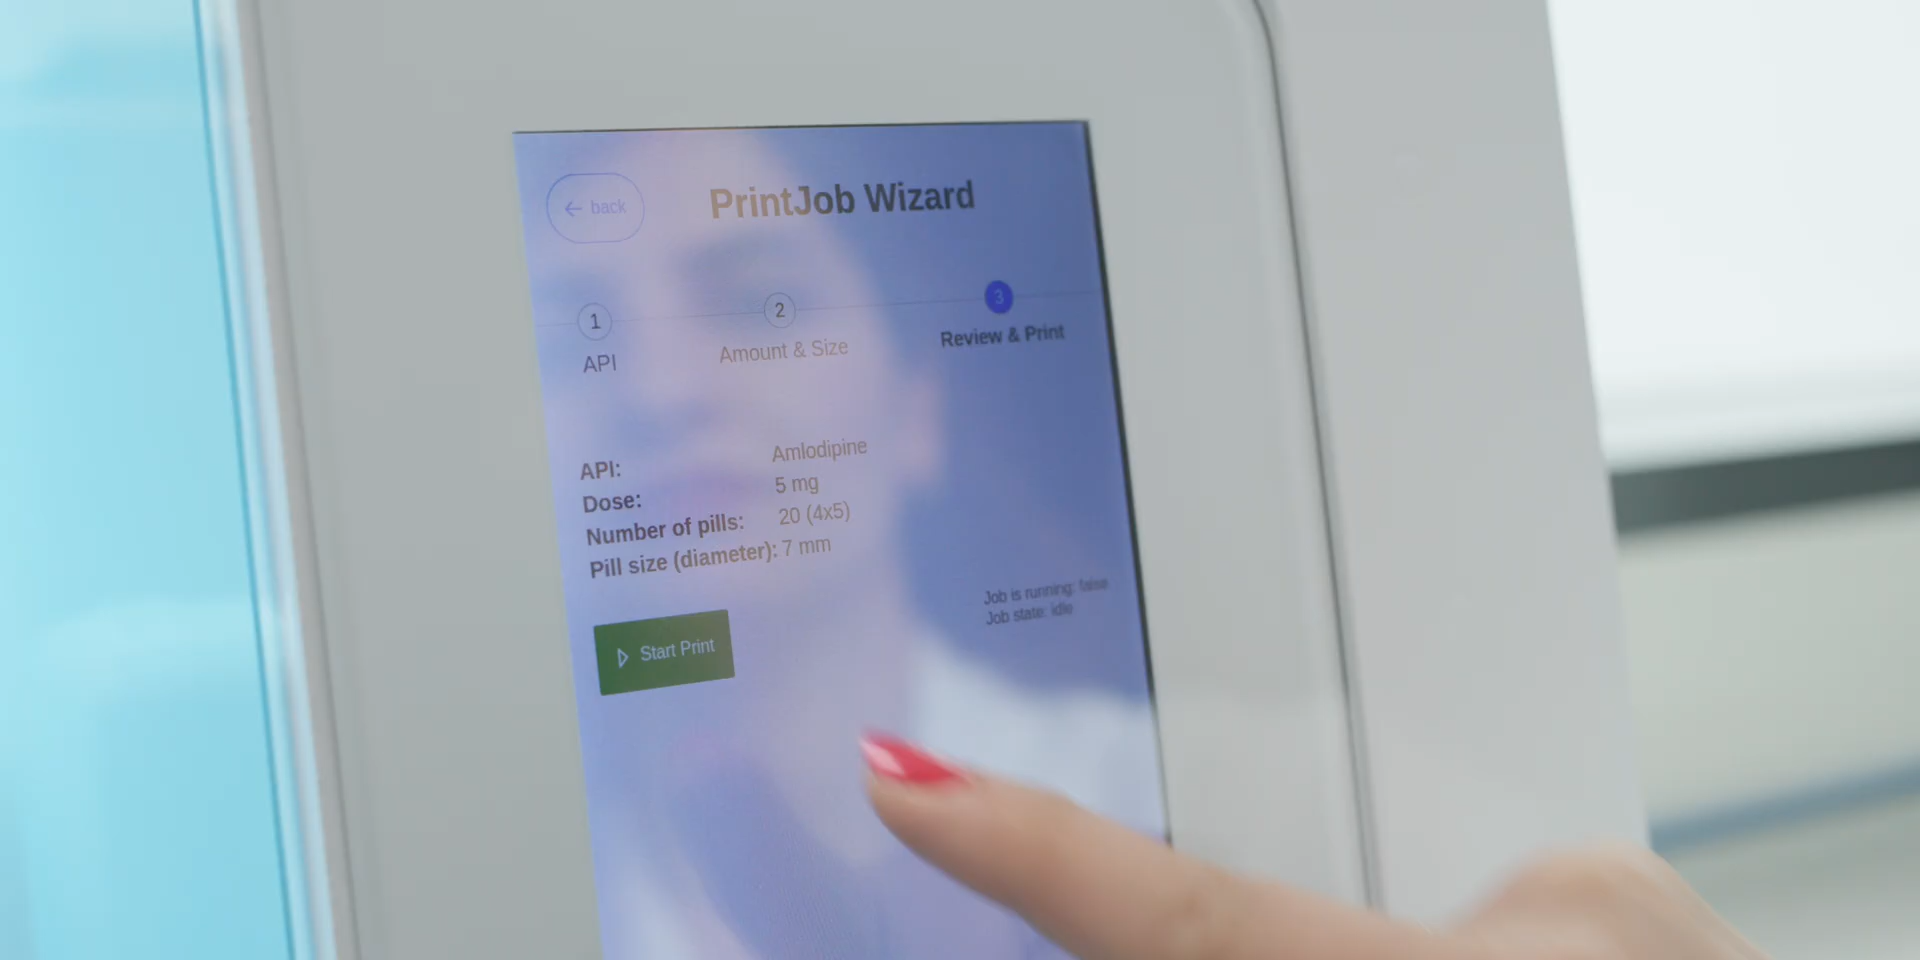 ← back
PrintJob Wizard
1
2
3
API
Amount & Size
Review & Print
API: Amlodipine
Dose: 5 mg
Number of pills: 20 (4x5)
Pill size (diameter): 7 mm
Job is running: false
Job state: idle
Start Print